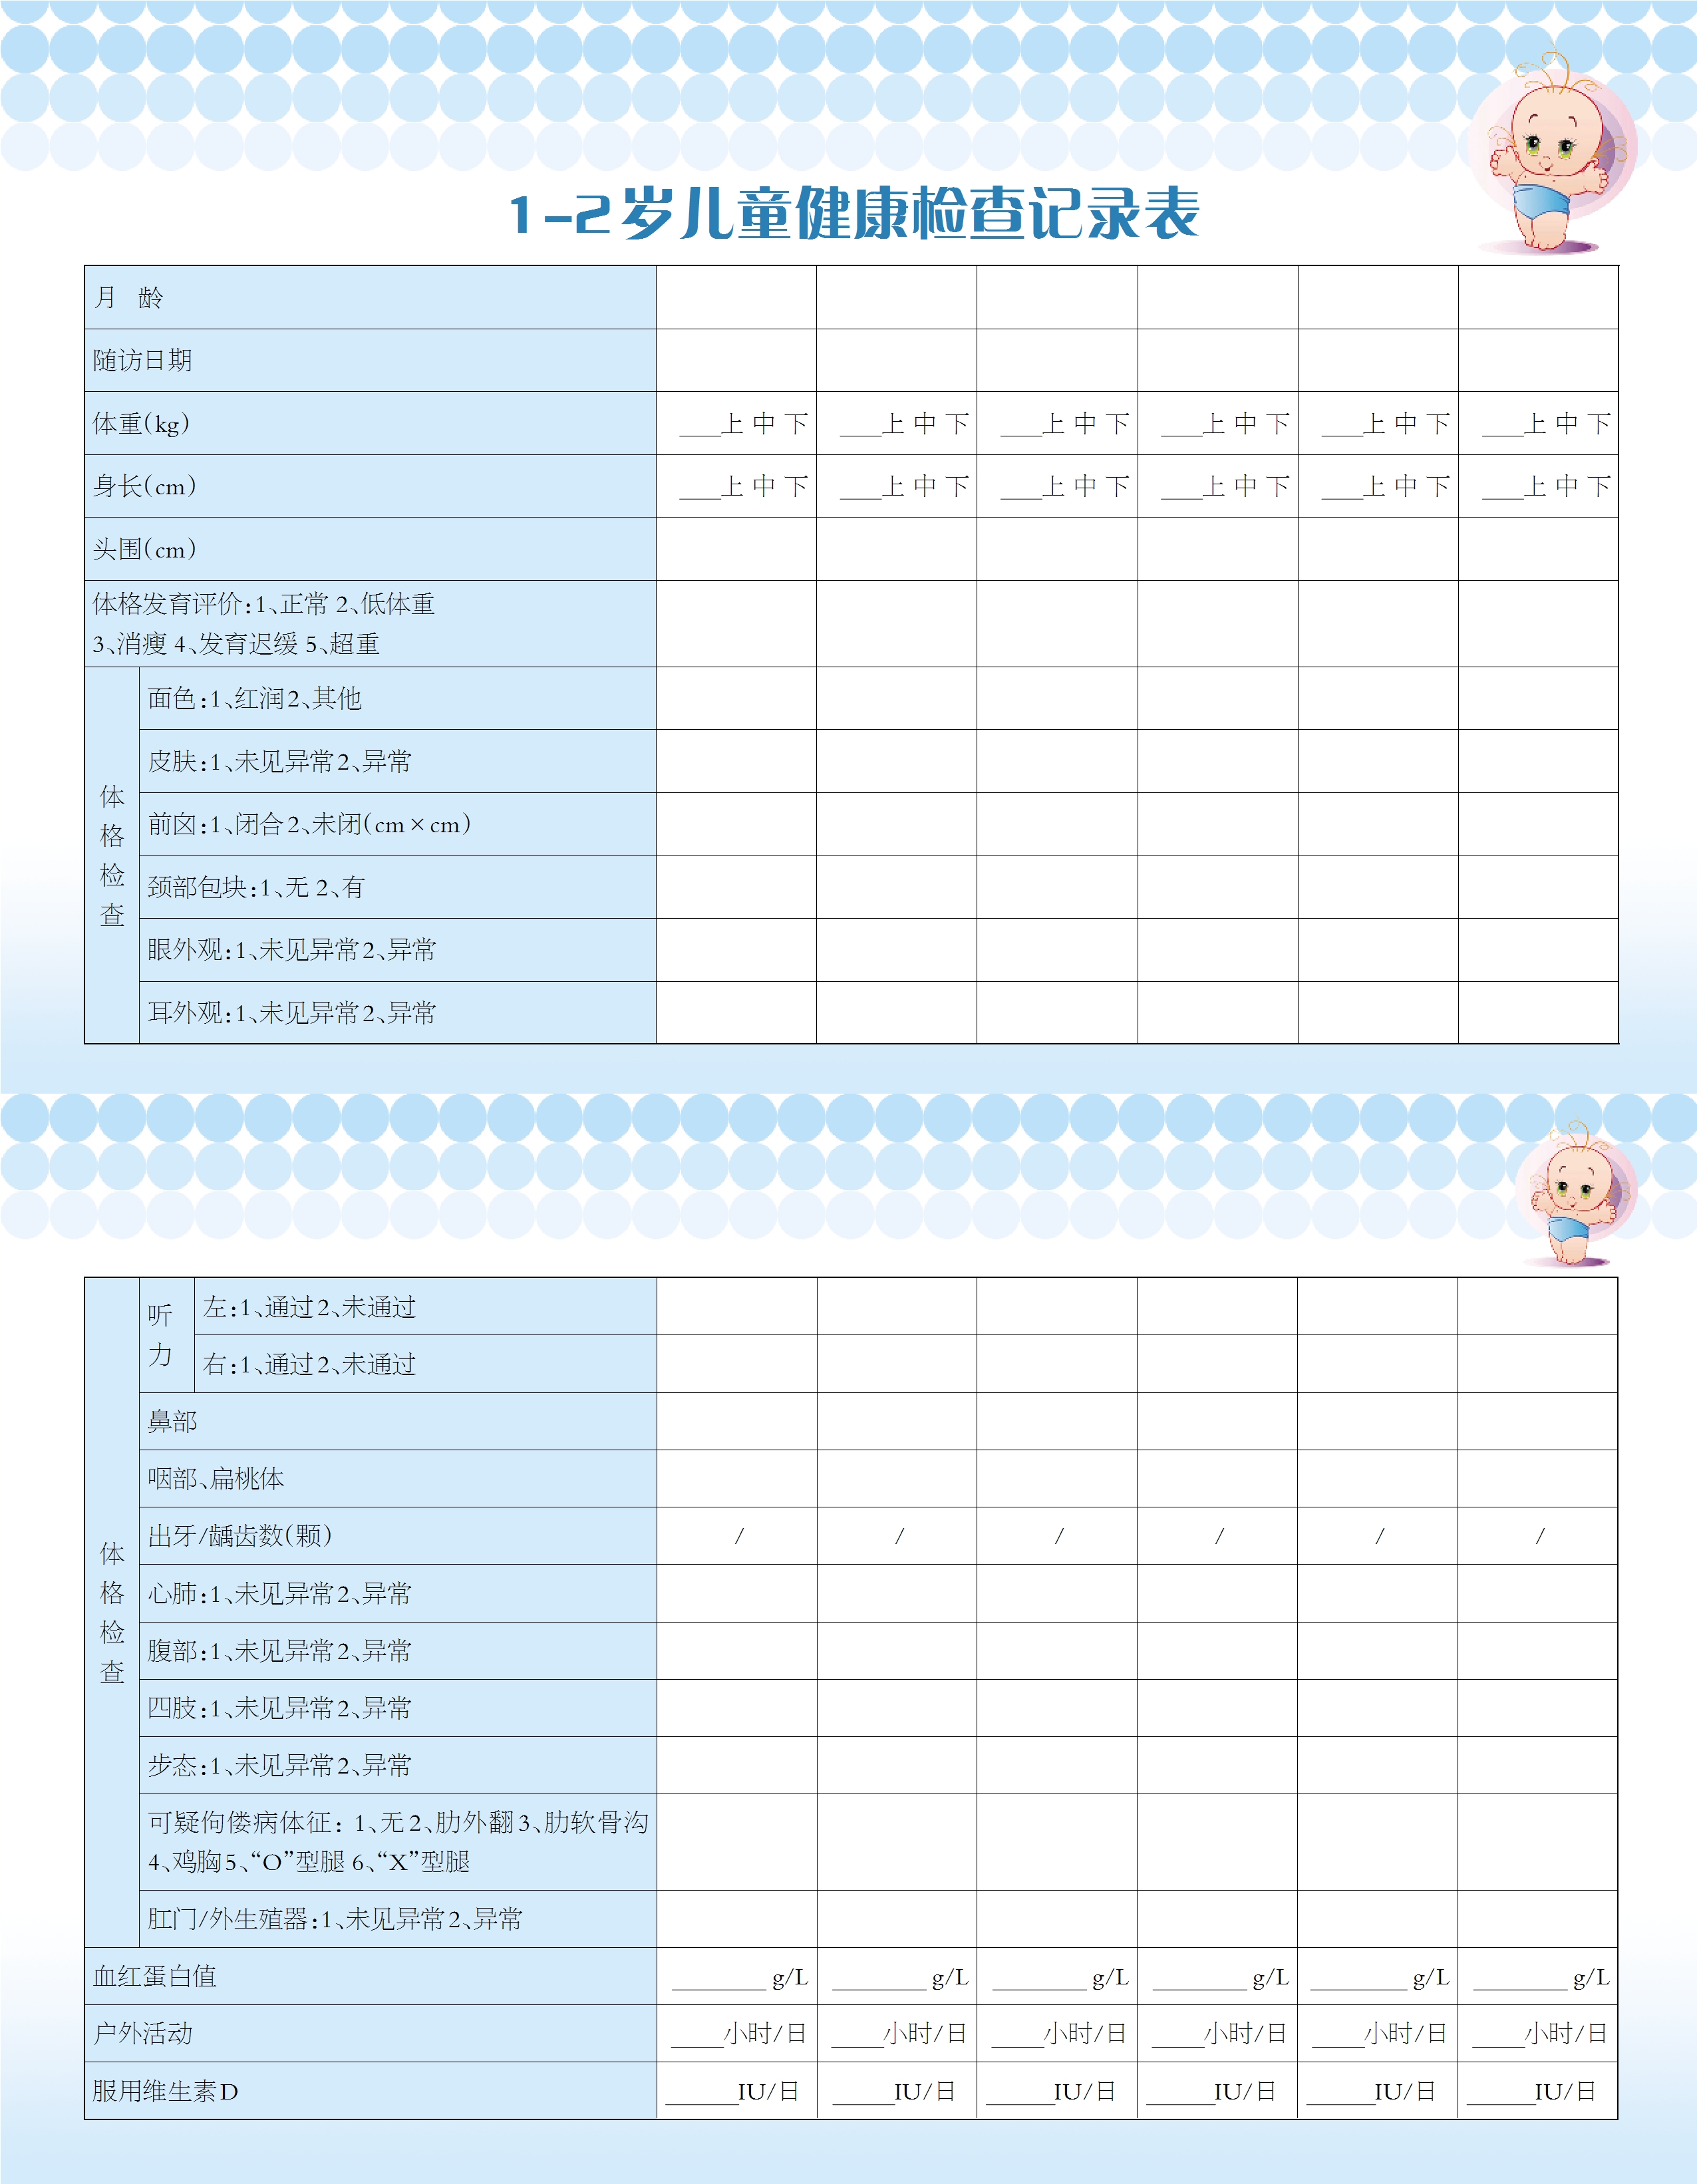 1-2岁儿童健康检查记录表
月 龄
随访日期
体重(kg) ___上 中 下 ___上 中 下 ___上 中 下 ___上 中 下 ___上 中 下 ___上 中 下
身长(cm) ___上 中 下 ___上 中 下 ___上 中 下 ___上 中 下 ___上 中 下 ___上 中 下
头围(cm)
体格发育评价:1、正常 2、低体重
3、消瘦 4、发育迟缓 5、超重
体格检查
面色:1、红润2、其他
皮肤:1、未见异常2、异常
前囟:1、闭合2、未闭(cm×cm)
颈部包块:1、无 2、有
眼外观:1、未见异常2、异常
耳外观:1、未见异常2、异常
体格检查
听力
左:1、通过2、未通过
右:1、通过2、未通过
鼻部
咽部、扁桃体
出牙/龋齿数(颗) / / / / / /
心肺:1、未见异常2、异常
腹部:1、未见异常2、异常
四肢:1、未见异常2、异常
步态:1、未见异常2、异常
可疑佝偻病体征: 1、无2、肋外翻3、肋软骨沟
4、鸡胸5、“O”型腿 6、“X”型腿
肛门/外生殖器:1、未见异常2、异常
血红蛋白值 _______ g/L _______ g/L _______ g/L _______ g/L _______ g/L _______ g/L
户外活动 ____小时/日 ____小时/日 ____小时/日 ____小时/日 ____小时/日 ____小时/日
服用维生素D _____IU/日 _____IU/日 _____IU/日 _____IU/日 _____IU/日 _____IU/日